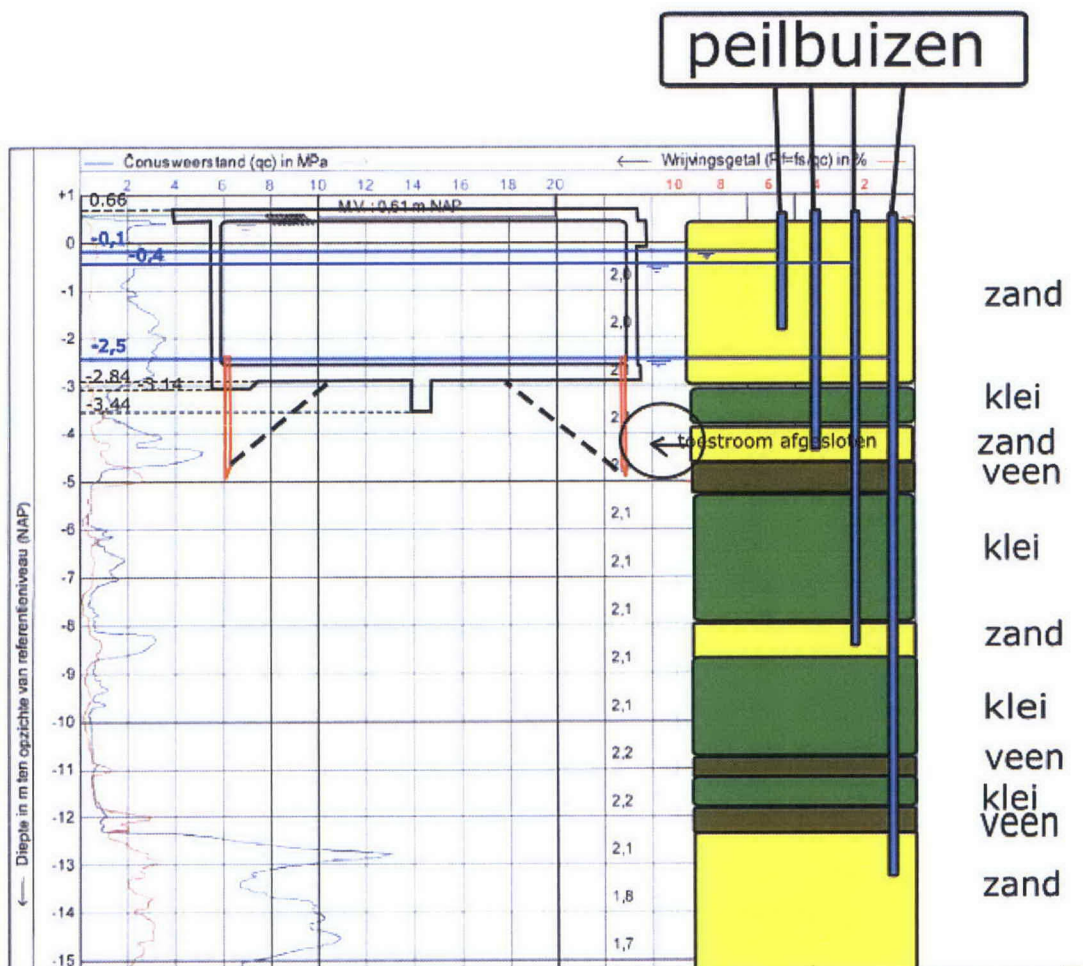 peilbuizen
Conusweerstand (qc) in MPa
Wrijvingsgetal (Rf=fs/qc) in %
2 4 6 8 10 12 14 16 18 20
10 8 6 4 2
+1
0.66
M.V. : 0,61 m NAP
0
-0,1
-0,4
2,0
-1
zand
2,0
-2
-2,5
-2.84
-3.14
-3
-3.44
klei
-4
toestroom afgesloten
zand
veen
-5
2,1
klei
-6
2,1
-7
2,1
-8
zand
2,1
-9
2,1
klei
-10
2,2
veen
-11
2,2
klei
veen
-12
2,1
-13
zand
1,8
-14
1,7
-15
Diepte in m ten opzichte van referentieniveau (NAP)